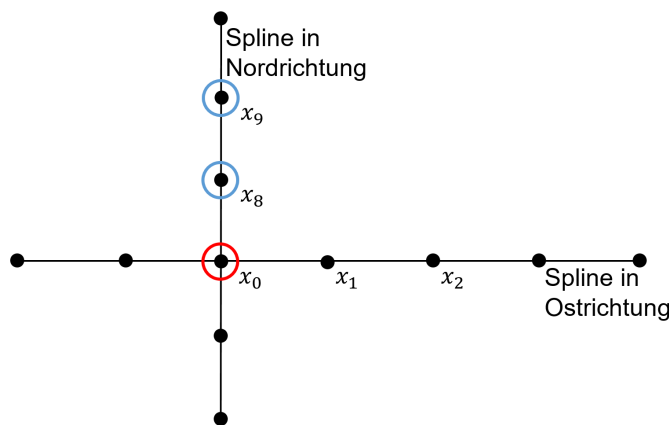 Spline in
Nordrichtung
x₉
x₈
x₀
x₁
x₂
Spline in
Ostrichtung